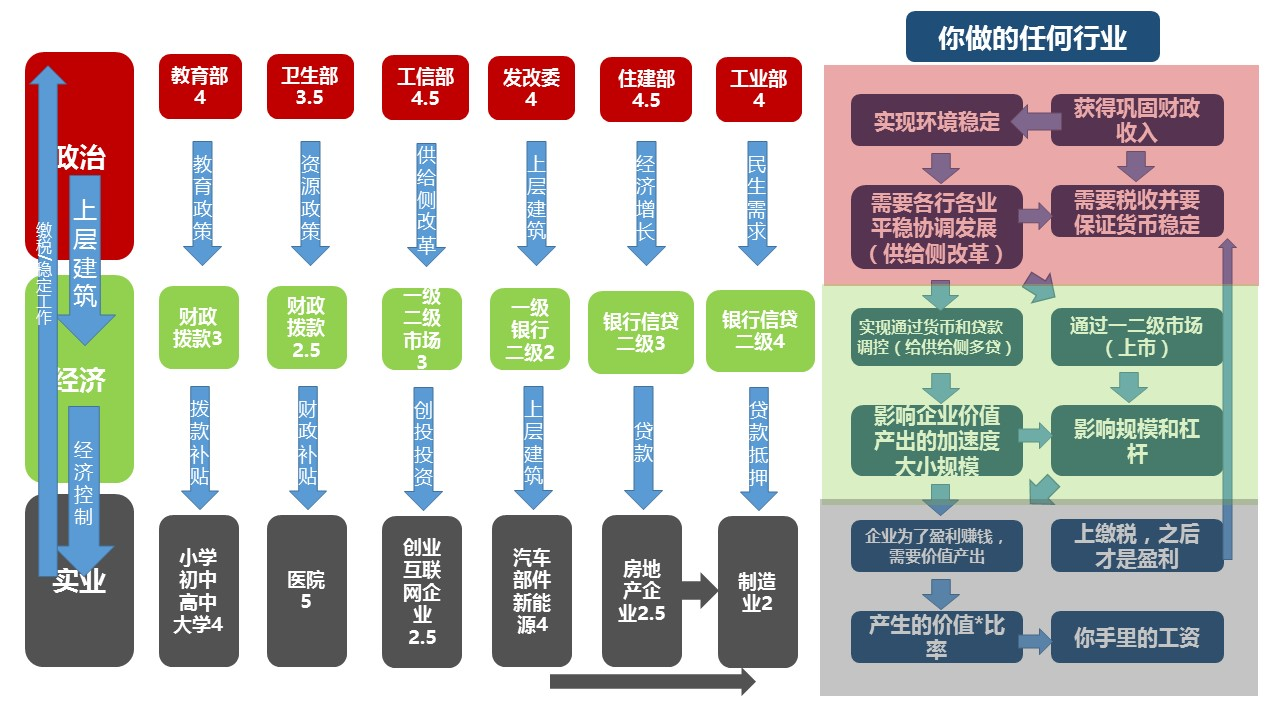 你做的任何行业
政治
上层建筑
缴税/稳定工作
经济
经济控制
实业
教育部
4
卫生部
3.5
工信部
4.5
发改委
4
住建部
4.5
工业部
4
教育政策
资源政策
供给侧改革
上层建筑
经济增长
民生需求
财政
拨款3
财政
拨款
2.5
一级
二级
市场
3
一级
银行
二级2
银行信贷
二级3
银行信贷
二级4
拨款补贴
财政补贴
创投投资
上层建筑
贷款
贷款抵押
小学
初中
高中
大学4
医院
5
创业
互联
网企
业
2.5
汽车
部件
新能
源4
房地
产企
业2.5
制造
业2
实现环境稳定
获得巩固财政
收入
需要各行各业
平稳协调发展
（供给侧改革）
需要税收并要
保证货币稳定
实现通过货币和贷款
调控（给供给侧多贷）
通过一二级市场
（上市）
影响企业价值
产出的加速度
大小规模
影响规模和杠
杆
企业为了盈利赚钱，
需要价值产出
上缴税，之后
才是盈利
产生的价值*比
率
你手里的工资